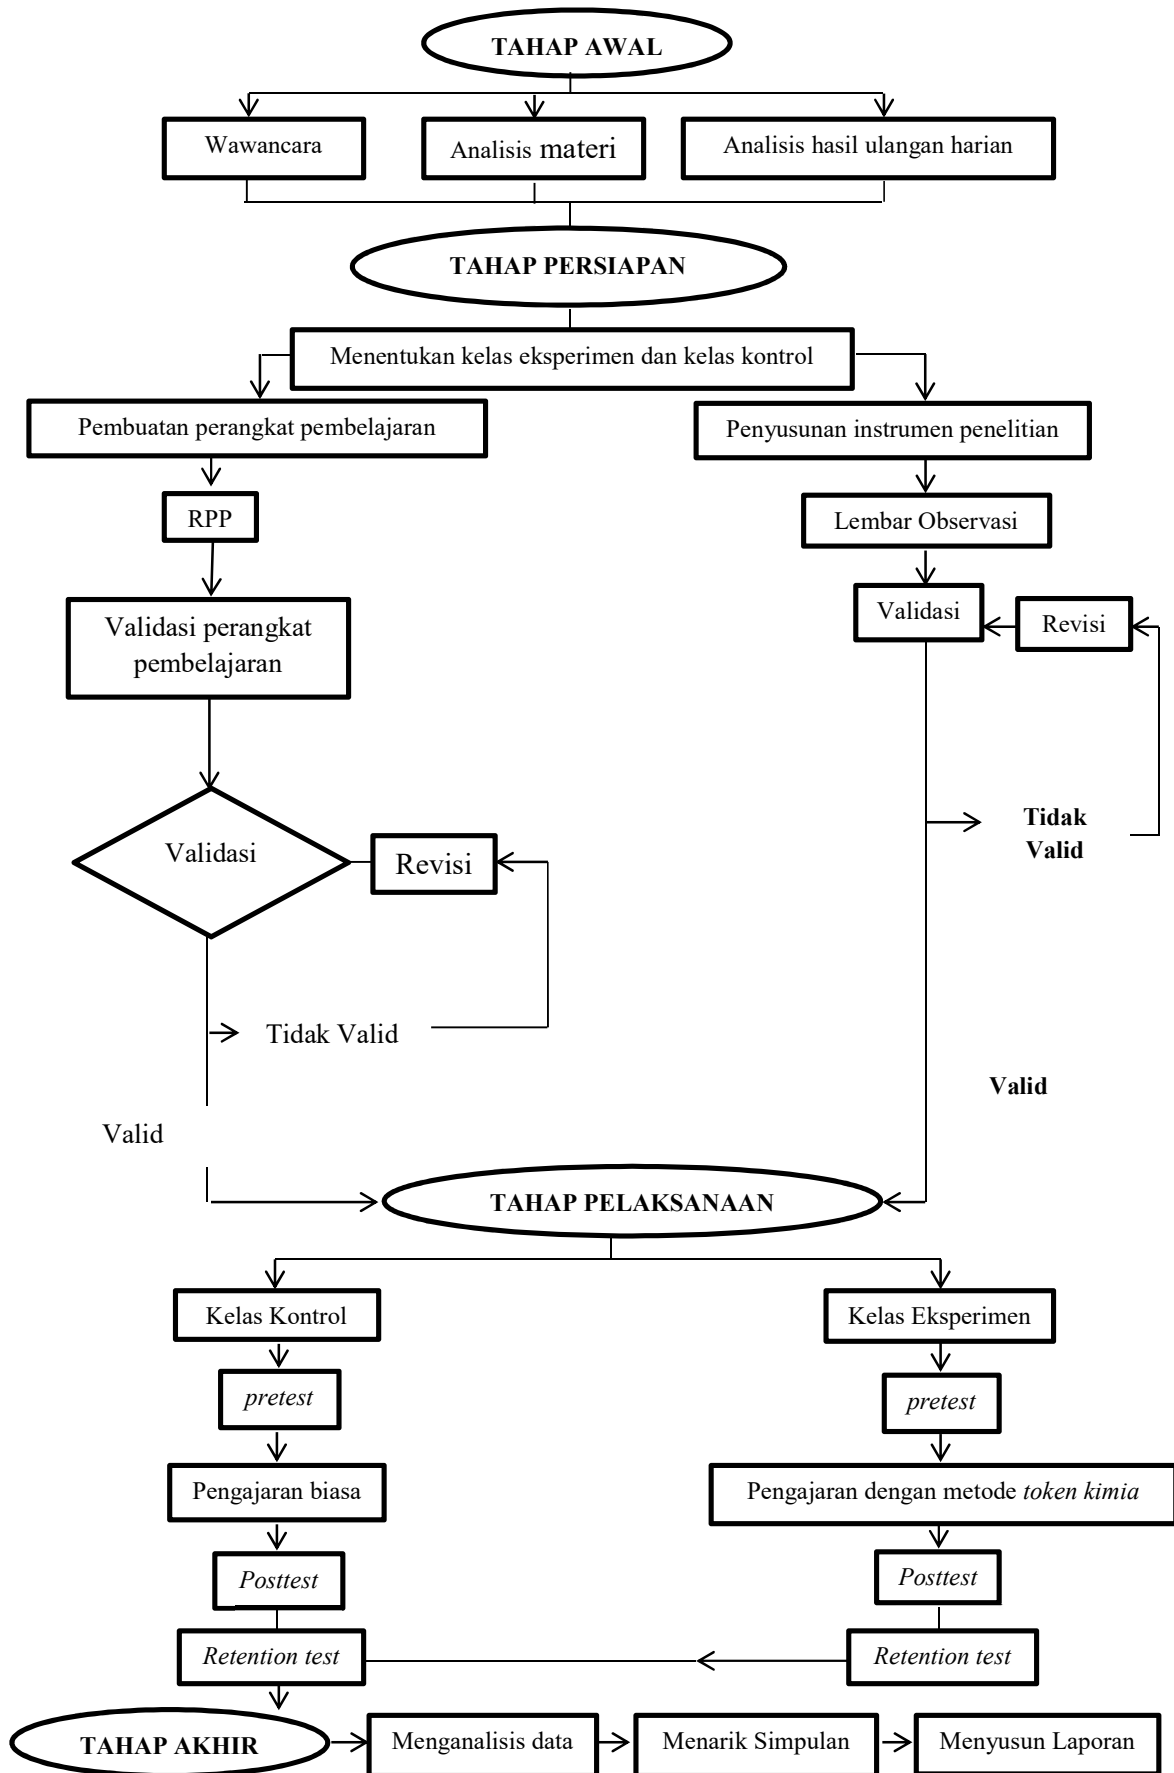 TAHAP AWAL
Wawancara
Analisis materi
Analisis hasil ulangan harian
TAHAP PERSIAPAN
Menentukan kelas eksperimen dan kelas kontrol
Pembuatan perangkat pembelajaran
Penyusunan instrumen penelitian
RPP
Lembar Observasi
Validasi perangkat
pembelajaran
Validasi
Revisi
Validasi
Revisi
Tidak
Valid
Tidak Valid
Valid
Valid
TAHAP PELAKSANAAN
Kelas Kontrol
Kelas Eksperimen
pretest
pretest
Pengajaran biasa
Pengajaran dengan metode token kimia
Posttest
Posttest
Retention test
Retention test
TAHAP AKHIR
Menganalisis data
Menarik Simpulan
Menyusun Laporan